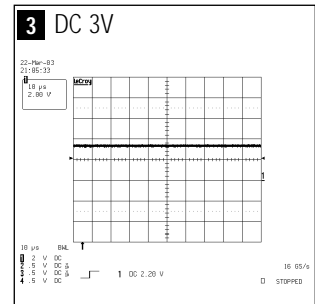 3 DC 3V
22-Mar-03
21:05:33
1
10 µs
2.00 V
LeCroy
1
10 µs BWL
1 2 V DC
2 .5 V DC
3 .5 V DC
4 .5 V DC
1 DC 2.20 V
16 GS/s
STOPPED